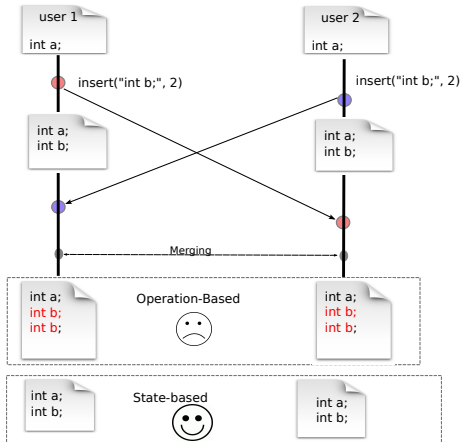 user 1
int a;
user 2
int a;
insert("int b;", 2)
insert("int b;", 2)
int a;
int b;
int a;
int b;
Merging
int a;
int b;
int b;
Operation-Based
int a;
int b;
int b;
int a;
int b;
State-based
int a;
int b;